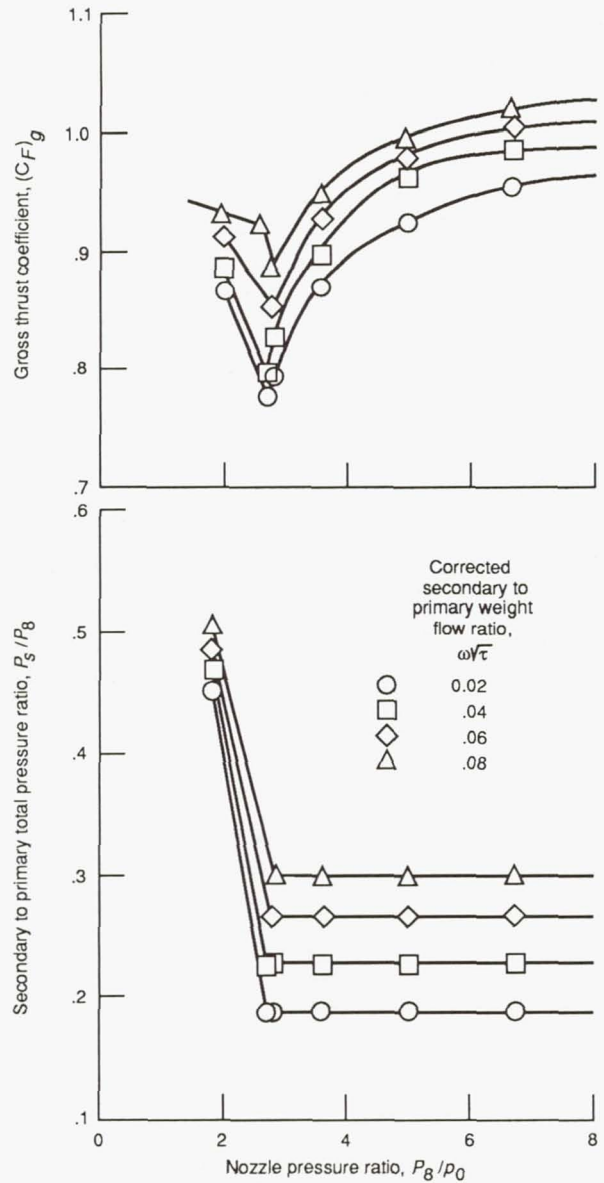 1.1
1.0
.9
.8
.7
Gross thrust coefficient, (C_F)_g
.6
.5
.4
.3
.2
.1
Secondary to primary total pressure ratio, P_s/P_8
Corrected
secondary to
primary weight
flow ratio,
ω√τ
0.02
.04
.06
.08
0 2 4 6 8
Nozzle pressure ratio, P_8/p_0